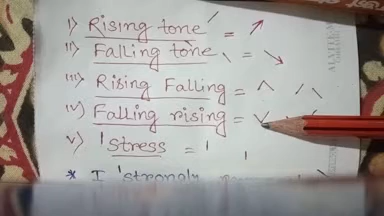 I) Rising tone ˊ = ↗
II) Falling tone ˋ = ↘
III) Rising Falling = ∧ ∧
IV) Falling rising = ∨
V) ˈStress = ˈ ˌ
* I ˈstrongly